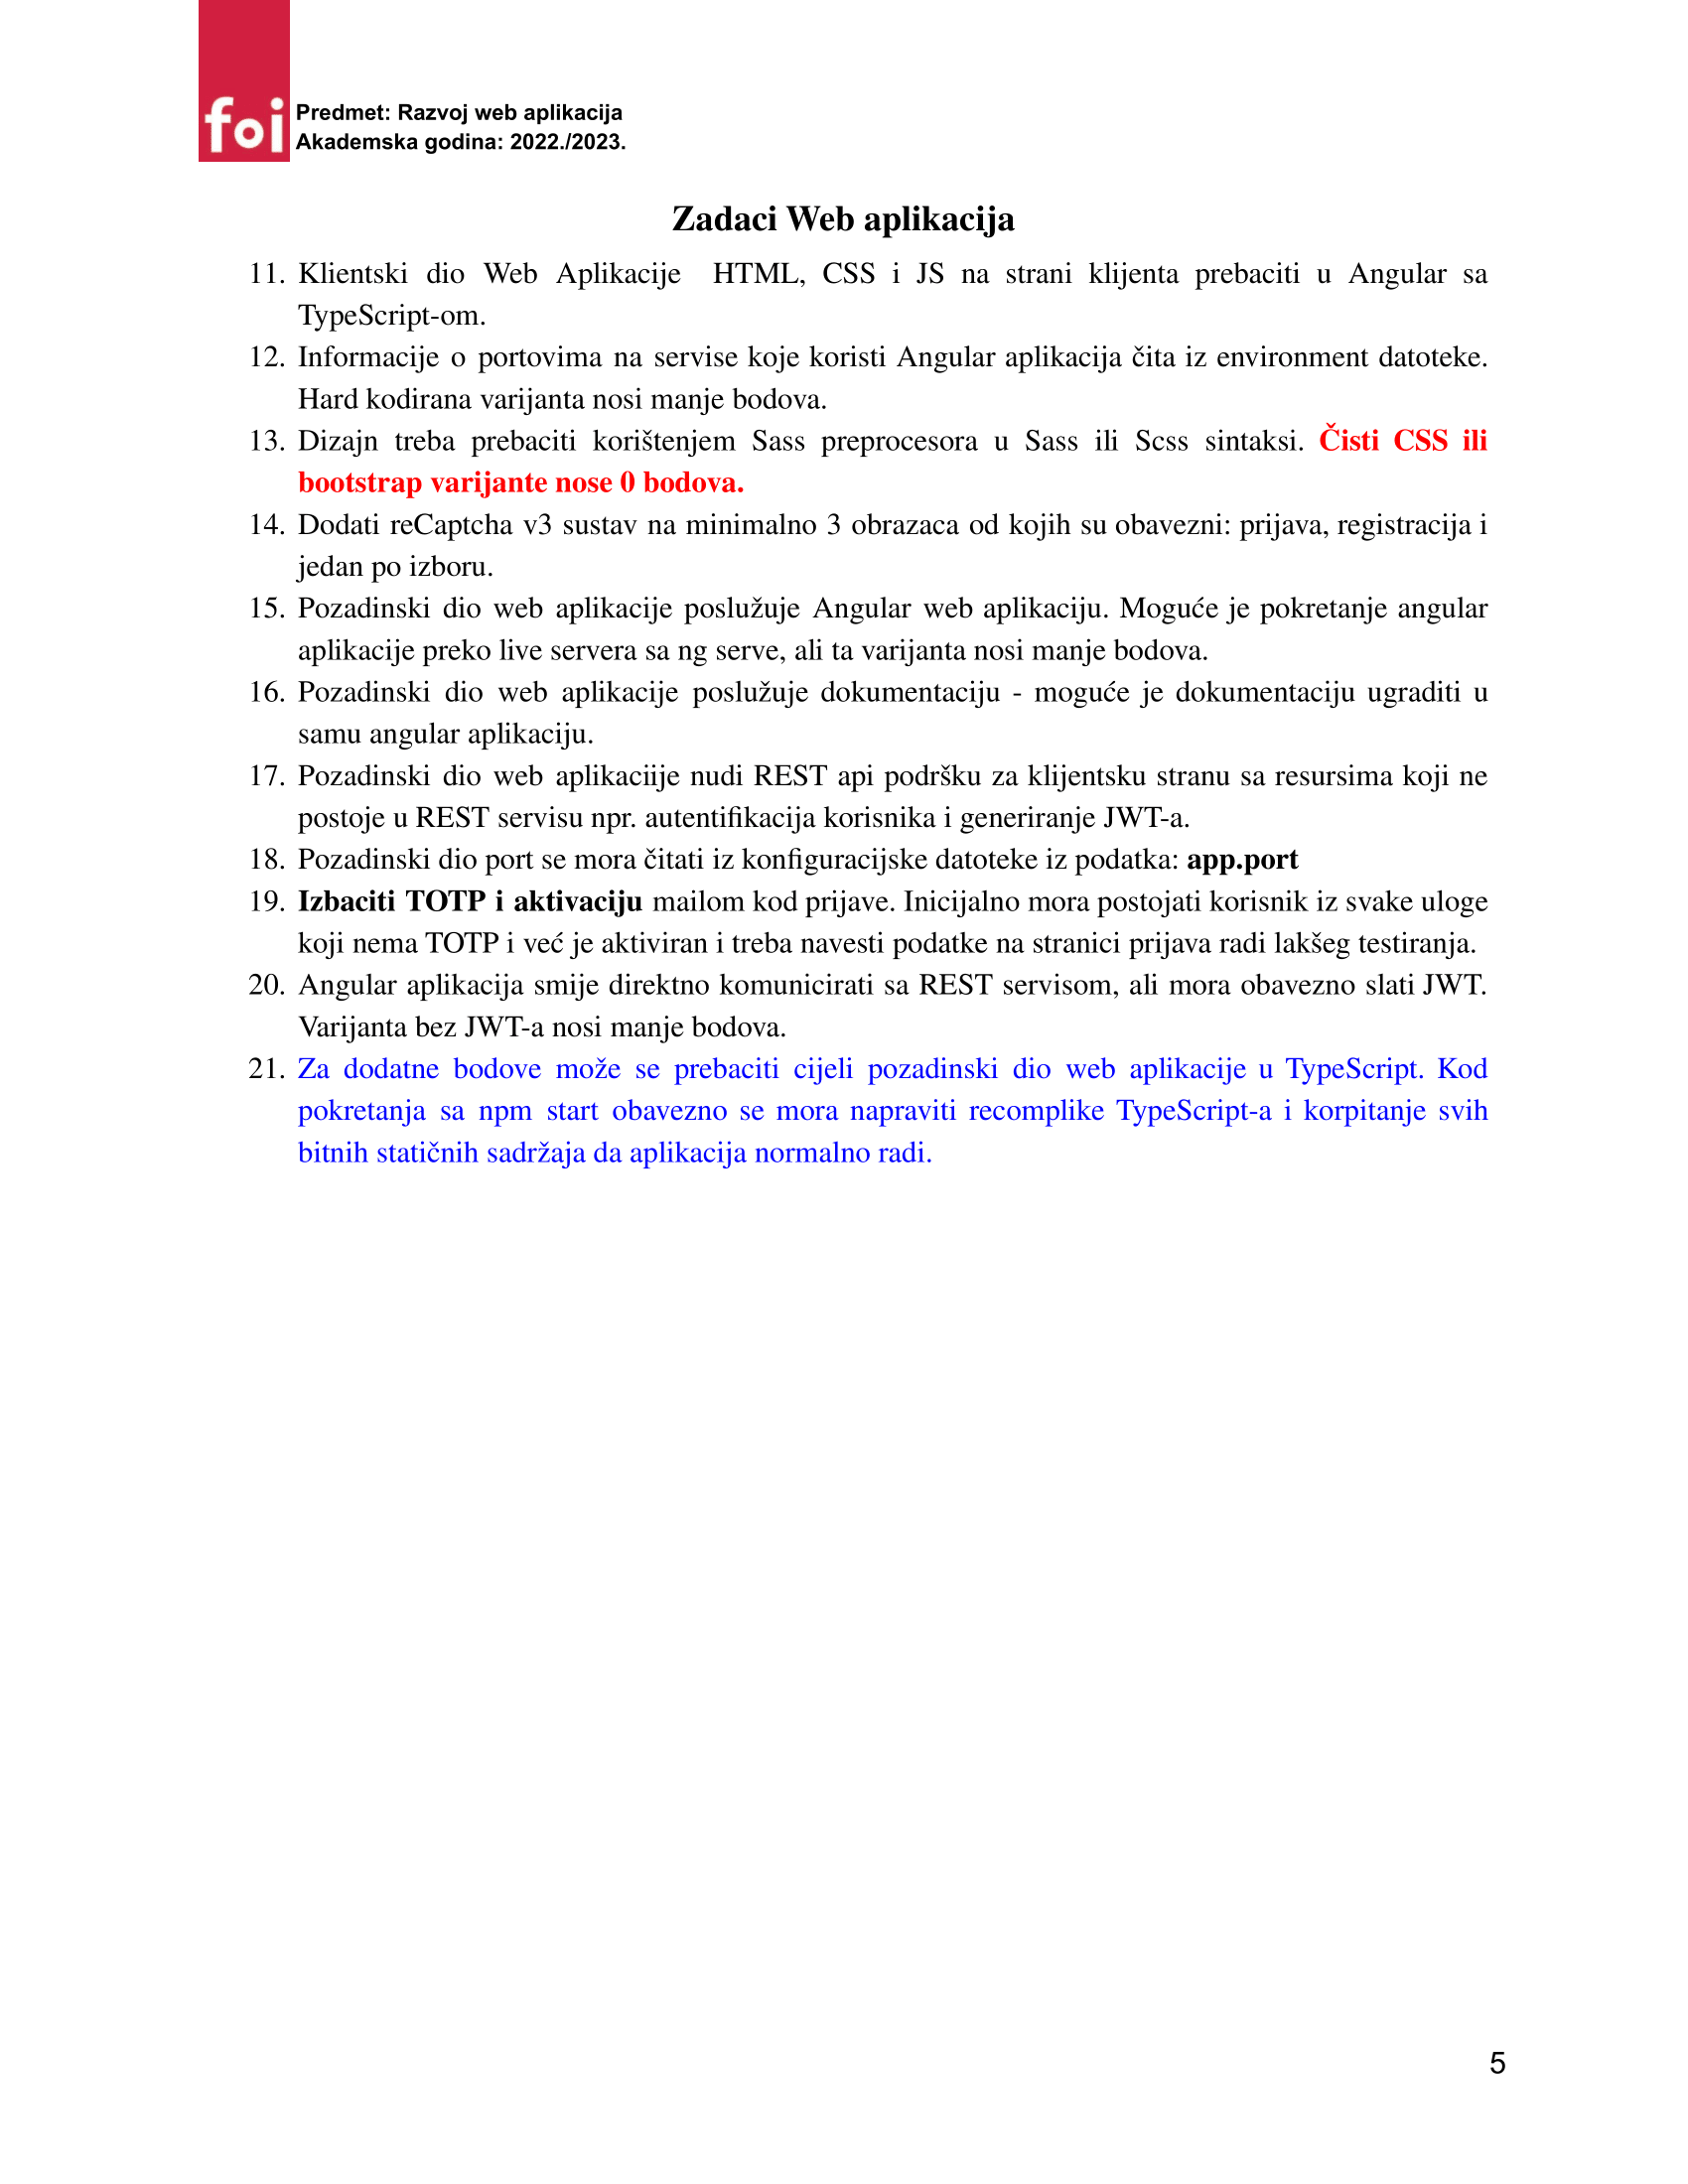 foi
Predmet: Razvoj web aplikacija
Akademska godina: 2022./2023.
Zadaci Web aplikacija
11. Klientski dio Web Aplikacije HTML, CSS i JS na strani klijenta prebaciti u Angular sa
TypeScript-om.
12. Informacije o portovima na servise koje koristi Angular aplikacija čita iz environment datoteke.
Hard kodirana varijanta nosi manje bodova.
13. Dizajn treba prebaciti korištenjem Sass preprocesora u Sass ili Scss sintaksi. Čisti CSS ili
bootstrap varijante nose 0 bodova.
14. Dodati reCaptcha v3 sustav na minimalno 3 obrazaca od kojih su obavezni: prijava, registracija i
jedan po izboru.
15. Pozadinski dio web aplikacije poslužuje Angular web aplikaciju. Moguće je pokretanje angular
aplikacije preko live servera sa ng serve, ali ta varijanta nosi manje bodova.
16. Pozadinski dio web aplikacije poslužuje dokumentaciju - moguće je dokumentaciju ugraditi u
samu angular aplikaciju.
17. Pozadinski dio web aplikaciije nudi REST api podršku za klijentsku stranu sa resursima koji ne
postoje u REST servisu npr. autentifikacija korisnika i generiranje JWT-a.
18. Pozadinski dio port se mora čitati iz konfiguracijske datoteke iz podatka: app.port
19. Izbaciti TOTP i aktivaciju mailom kod prijave. Inicijalno mora postojati korisnik iz svake uloge
koji nema TOTP i već je aktiviran i treba navesti podatke na stranici prijava radi lakšeg testiranja.
20. Angular aplikacija smije direktno komunicirati sa REST servisom, ali mora obavezno slati JWT.
Varijanta bez JWT-a nosi manje bodova.
21. Za dodatne bodove može se prebaciti cijeli pozadinski dio web aplikacije u TypeScript. Kod
pokretanja sa npm start obavezno se mora napraviti recomplike TypeScript-a i korpitanje svih
bitnih statičnih sadržaja da aplikacija normalno radi.
5